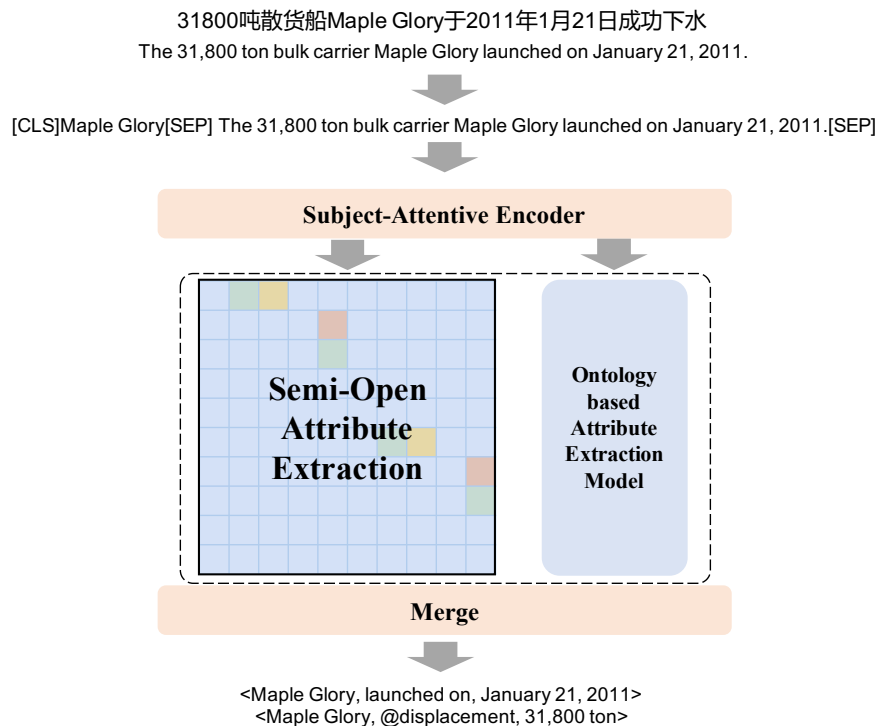 31800吨散货船Maple Glory于2011年1月21日成功下水
The 31,800 ton bulk carrier Maple Glory launched on January 21, 2011.
[CLS]Maple Glory[SEP] The 31,800 ton bulk carrier Maple Glory launched on January 21, 2011.[SEP]
Subject-Attentive Encoder
Semi-Open
Attribute
Extraction
Ontology
based
Attribute
Extraction
Model
Merge
<Maple Glory, launched on, January 21, 2011>
<Maple Glory, @displacement, 31,800 ton>